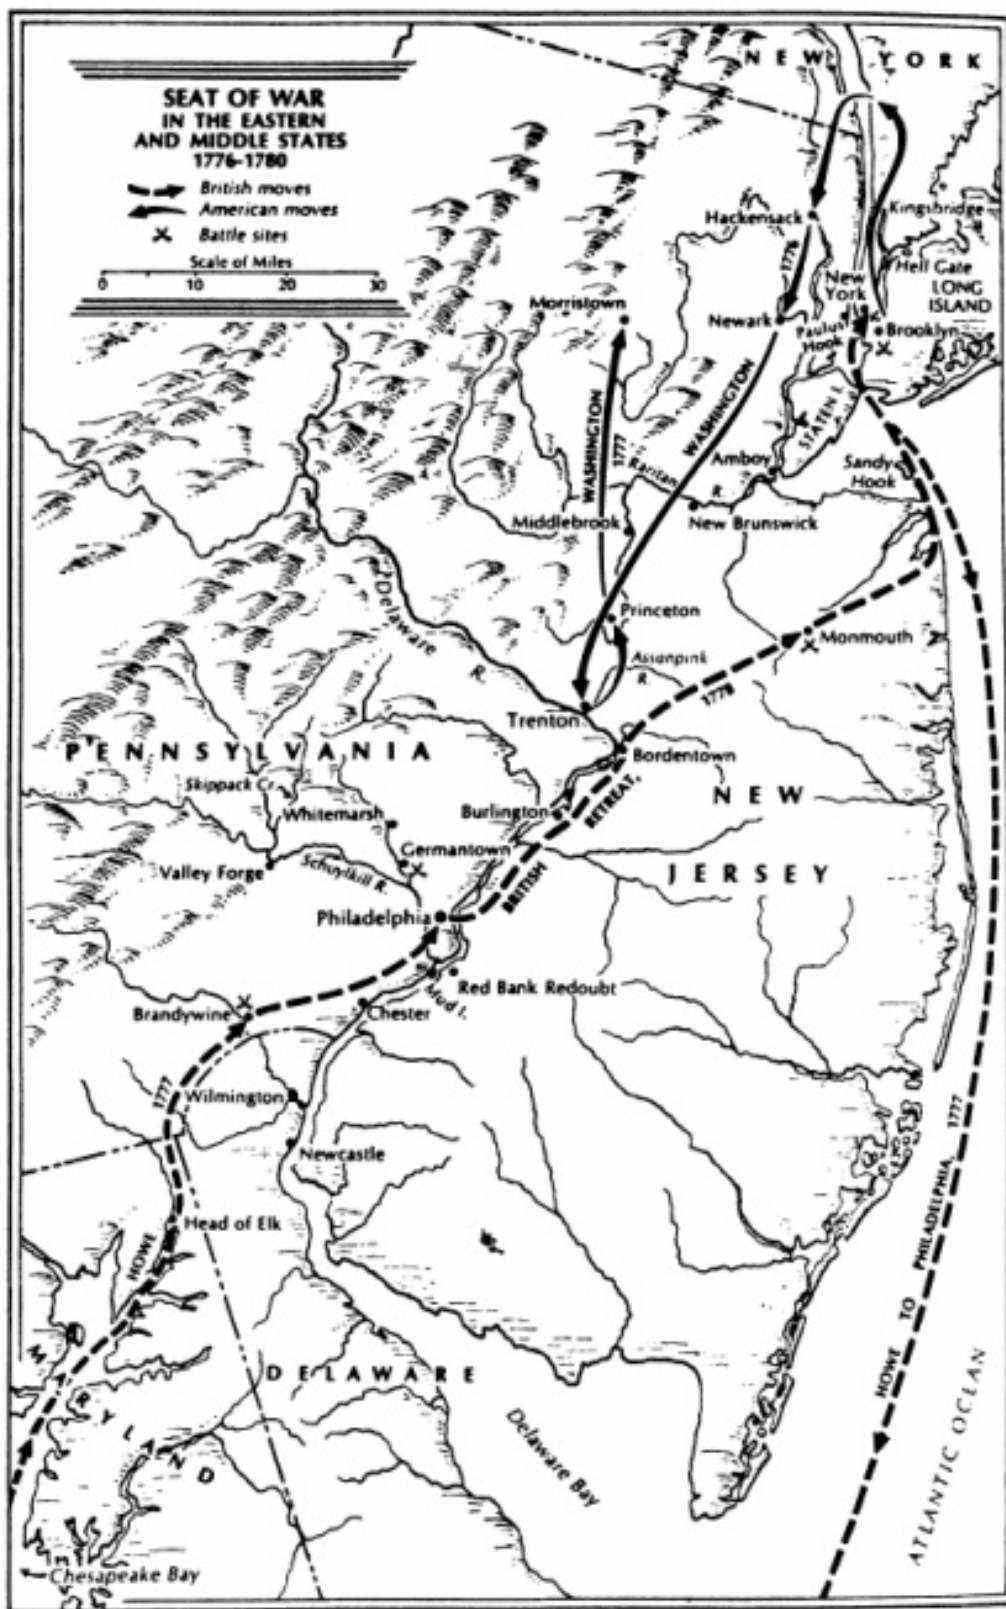 SEAT OF WAR
IN THE EASTERN
AND MIDDLE STATES
1776-1780
British moves
American moves
Battle sites
Scale of Miles
0 10 20 30
NEW YORK
Hackensack
Kingsbridge
1776
Hell Gate
New
York
LONG
ISLAND
Morristown
Newark
Paulus
Hook
Brooklyn
WASHINGTON
1777
WASHINGTON
STATEN I.
Raritan
R.
Amboy
Sandy
Hook
Middlebrook
New Brunswick
Delaware
R.
Princeton
Monmouth
Assanpink
R.
1778
Trenton
PENNSYLVANIA
Bordentown
Skippack Cr.
NEW
Whitemarsh
Burlington
RETREAT,
Germantown
Valley Forge
Schuylkill R.
JERSEY
BRITISH
Philadelphia
Mud I.
Red Bank Redoubt
Brandywine
Chester
1777
Wilmington
Newcastle
Head of Elk
HOWE
HOWE TO PHILADELPHIA 1777
MARYLAND
DELAWARE
Delaware
Bay
ATLANTIC OCEAN
Chesapeake Bay